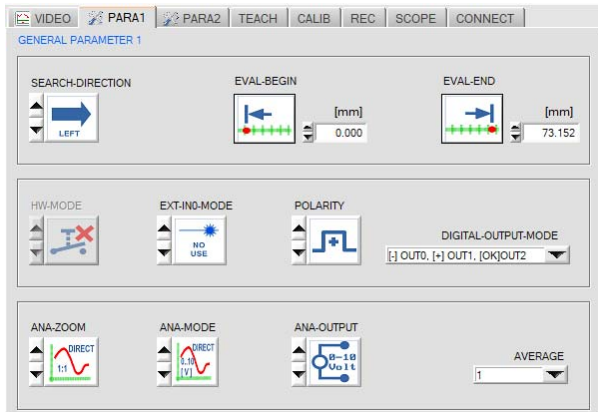 VIDEO PARA1 PARA2 TEACH CALIB REC SCOPE CONNECT
GENERAL PARAMETER 1
SEARCH-DIRECTION EVAL-BEGIN EVAL-END
LEFT [mm] [mm]
0.000 73.152
HW-MODE EXT-IN0-MODE POLARITY
NO
USE
DIGITAL-OUTPUT-MODE
[-] OUT0, [+] OUT1, [OK]OUT2
ANA-ZOOM ANA-MODE ANA-OUTPUT
DIRECT DIRECT
1:1 0..10 0-10
[V] Volt
AVERAGE
1